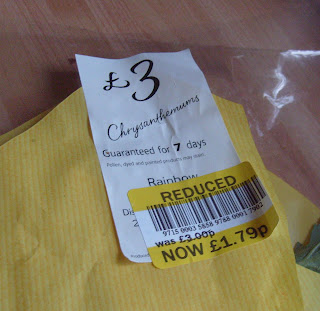 £3
Chrysanthemums
Guaranteed for 7 days
Pollen, dyed and painted products may stain
Rainbow
REDUCED
was £3.00p
NOW £1.79p